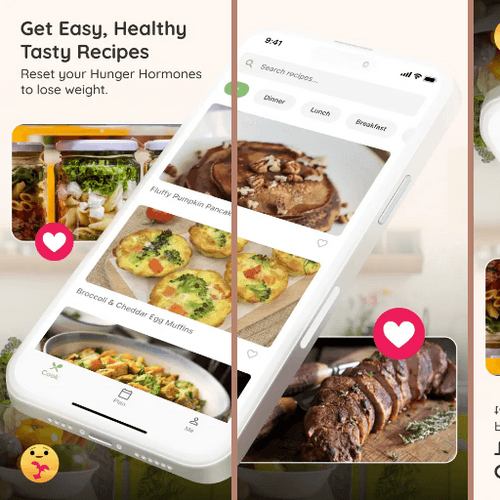 Get Easy, Healthy
Tasty Recipes
Reset your Hunger Hormones
to lose weight.
9:41
Search recipes...
Dinner
Lunch
Breakfast
Fluffy Pumpkin Pancak
Broccoli & Cheddar Egg Muffins
Cook
Plan
Me